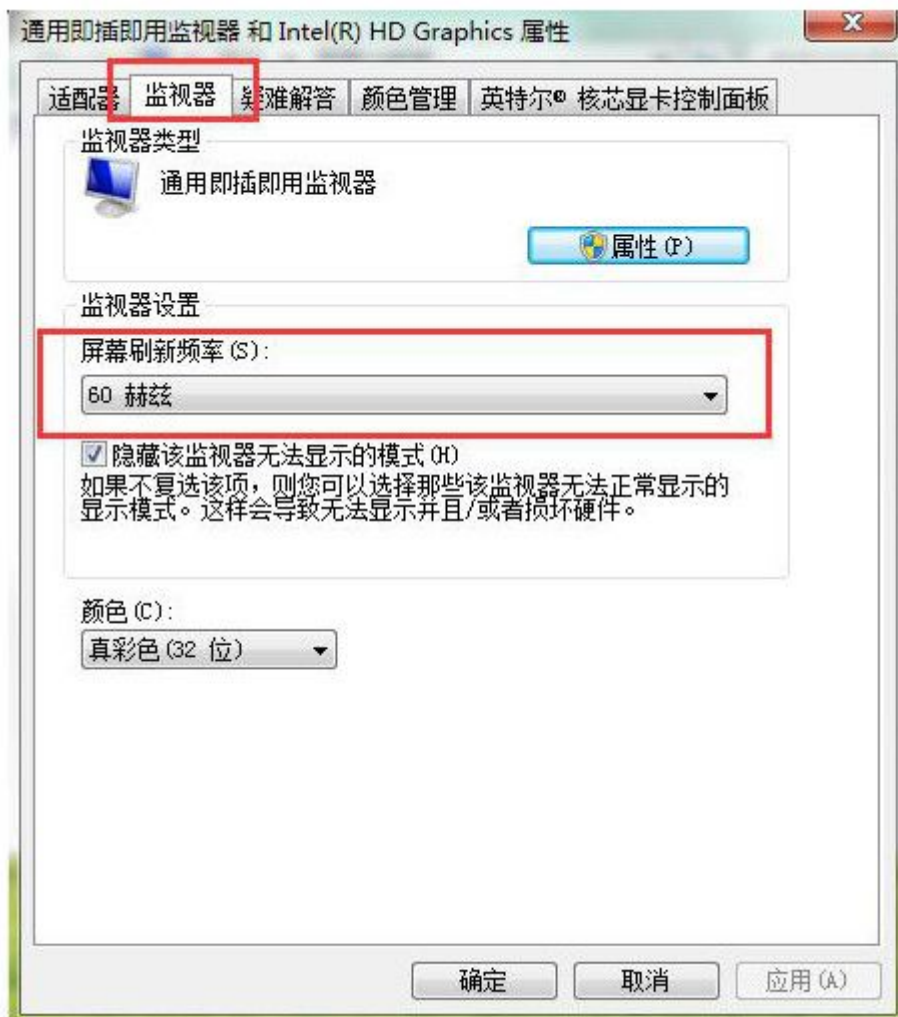 通用即插即用监视器 和 Intel(R) HD Graphics 属性
适配器 监视器 疑难解答 颜色管理 英特尔® 核芯显卡控制面板
监视器类型
通用即插即用监视器
属性(P)
监视器设置
屏幕刷新频率(S):
60 赫兹
隐藏该监视器无法显示的模式(H)
如果不复选该项，则您可以选择那些该监视器无法正常显示的
显示模式。这样会导致无法显示并且/或者损坏硬件。
颜色(C):
真彩色(32 位)
确定 取消 应用(A)